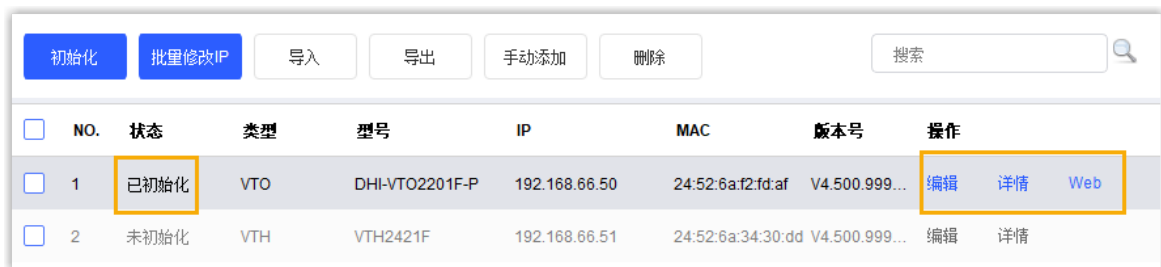 初始化 批量修改IP 导入 导出 手动添加 删除 搜索
NO. 状态 类型 型号 IP MAC 版本号 操作
1 已初始化 VTO DHI-VTO2201F-P 192.168.66.50 24:52:6a:f2:fd:af V4.500.999... 编辑 详情 Web
2 未初始化 VTH VTH2421F 192.168.66.51 24:52:6a:34:30:dd V4.500.999... 编辑 详情